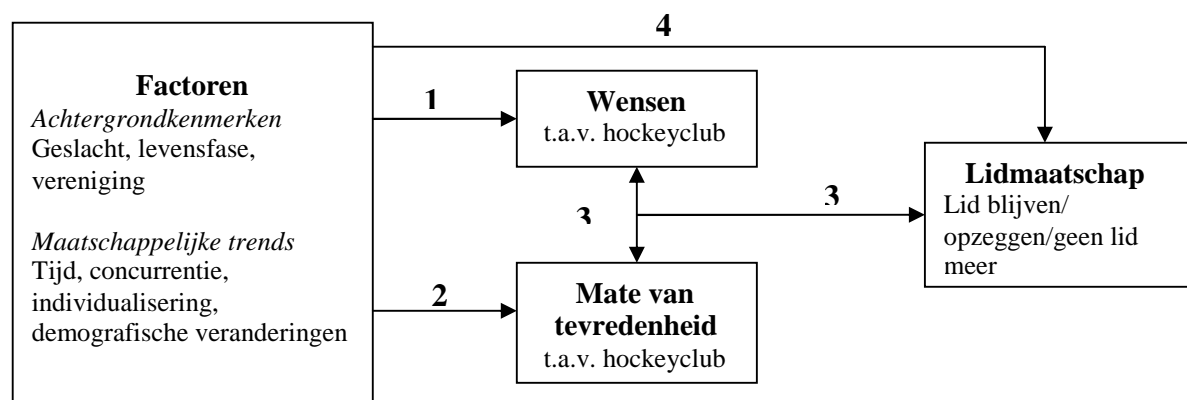 4
Factoren
Achtergrondkenmerken
Geslacht, levensfase,
vereniging
Maatschappelijke trends
Tijd, concurrentie,
individualisering,
demografische veranderingen
1
Wensen
t.a.v. hockeyclub
3
3
2
Mate van
tevredenheid
t.a.v. hockeyclub
Lidmaatschap
Lid blijven/
opzeggen/geen lid
meer